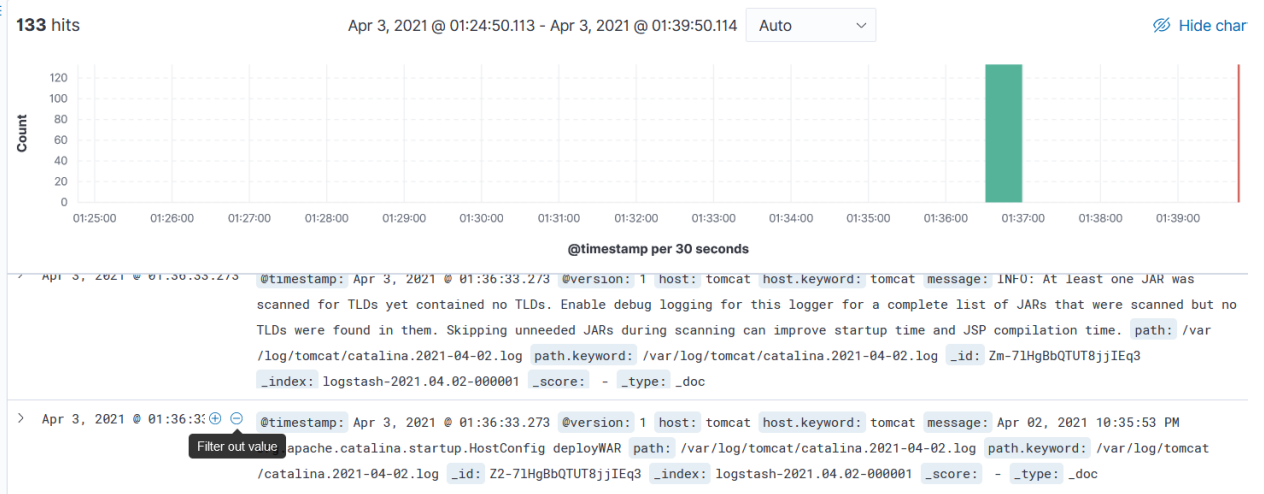 133 hits
Apr 3, 2021 @ 01:24:50.113 - Apr 3, 2021 @ 01:39:50.114
Auto
Hide char
Count
120
100
80
60
40
20
0
01:25:00 01:26:00 01:27:00 01:28:00 01:29:00 01:30:00 01:31:00 01:32:00 01:33:00 01:34:00 01:35:00 01:36:00 01:37:00 01:38:00 01:39:00
@timestamp per 30 seconds
Apr 3, 2021 @ 01:36:33.273 @timestamp: Apr 3, 2021 @ 01:36:33.273 @version: 1 host: tomcat host.keyword: tomcat message: INFO: At least one JAR was
scanned for TLDs yet contained no TLDs. Enable debug logging for this logger for a complete list of JARs that were scanned but no
TLDs were found in them. Skipping unneeded JARs during scanning can improve startup time and JSP compilation time. path: /var
/log/tomcat/catalina.2021-04-02.log path.keyword: /var/log/tomcat/catalina.2021-04-02.log _id: Zm-7lHgBbQTUT8jjIEq3
_index: logstash-2021.04.02-000001 _score: - _type: _doc
Apr 3, 2021 @ 01:36:33 @timestamp: Apr 3, 2021 @ 01:36:33.273 @version: 1 host: tomcat host.keyword: tomcat message: Apr 02, 2021 10:35:53 PM
Filter out value
apache.catalina.startup.HostConfig deployWAR path: /var/log/tomcat/catalina.2021-04-02.log path.keyword: /var/log/tomcat
/catalina.2021-04-02.log _id: Z2-7lHgBbQTUT8jjIEq3 _index: logstash-2021.04.02-000001 _score: - _type: _doc